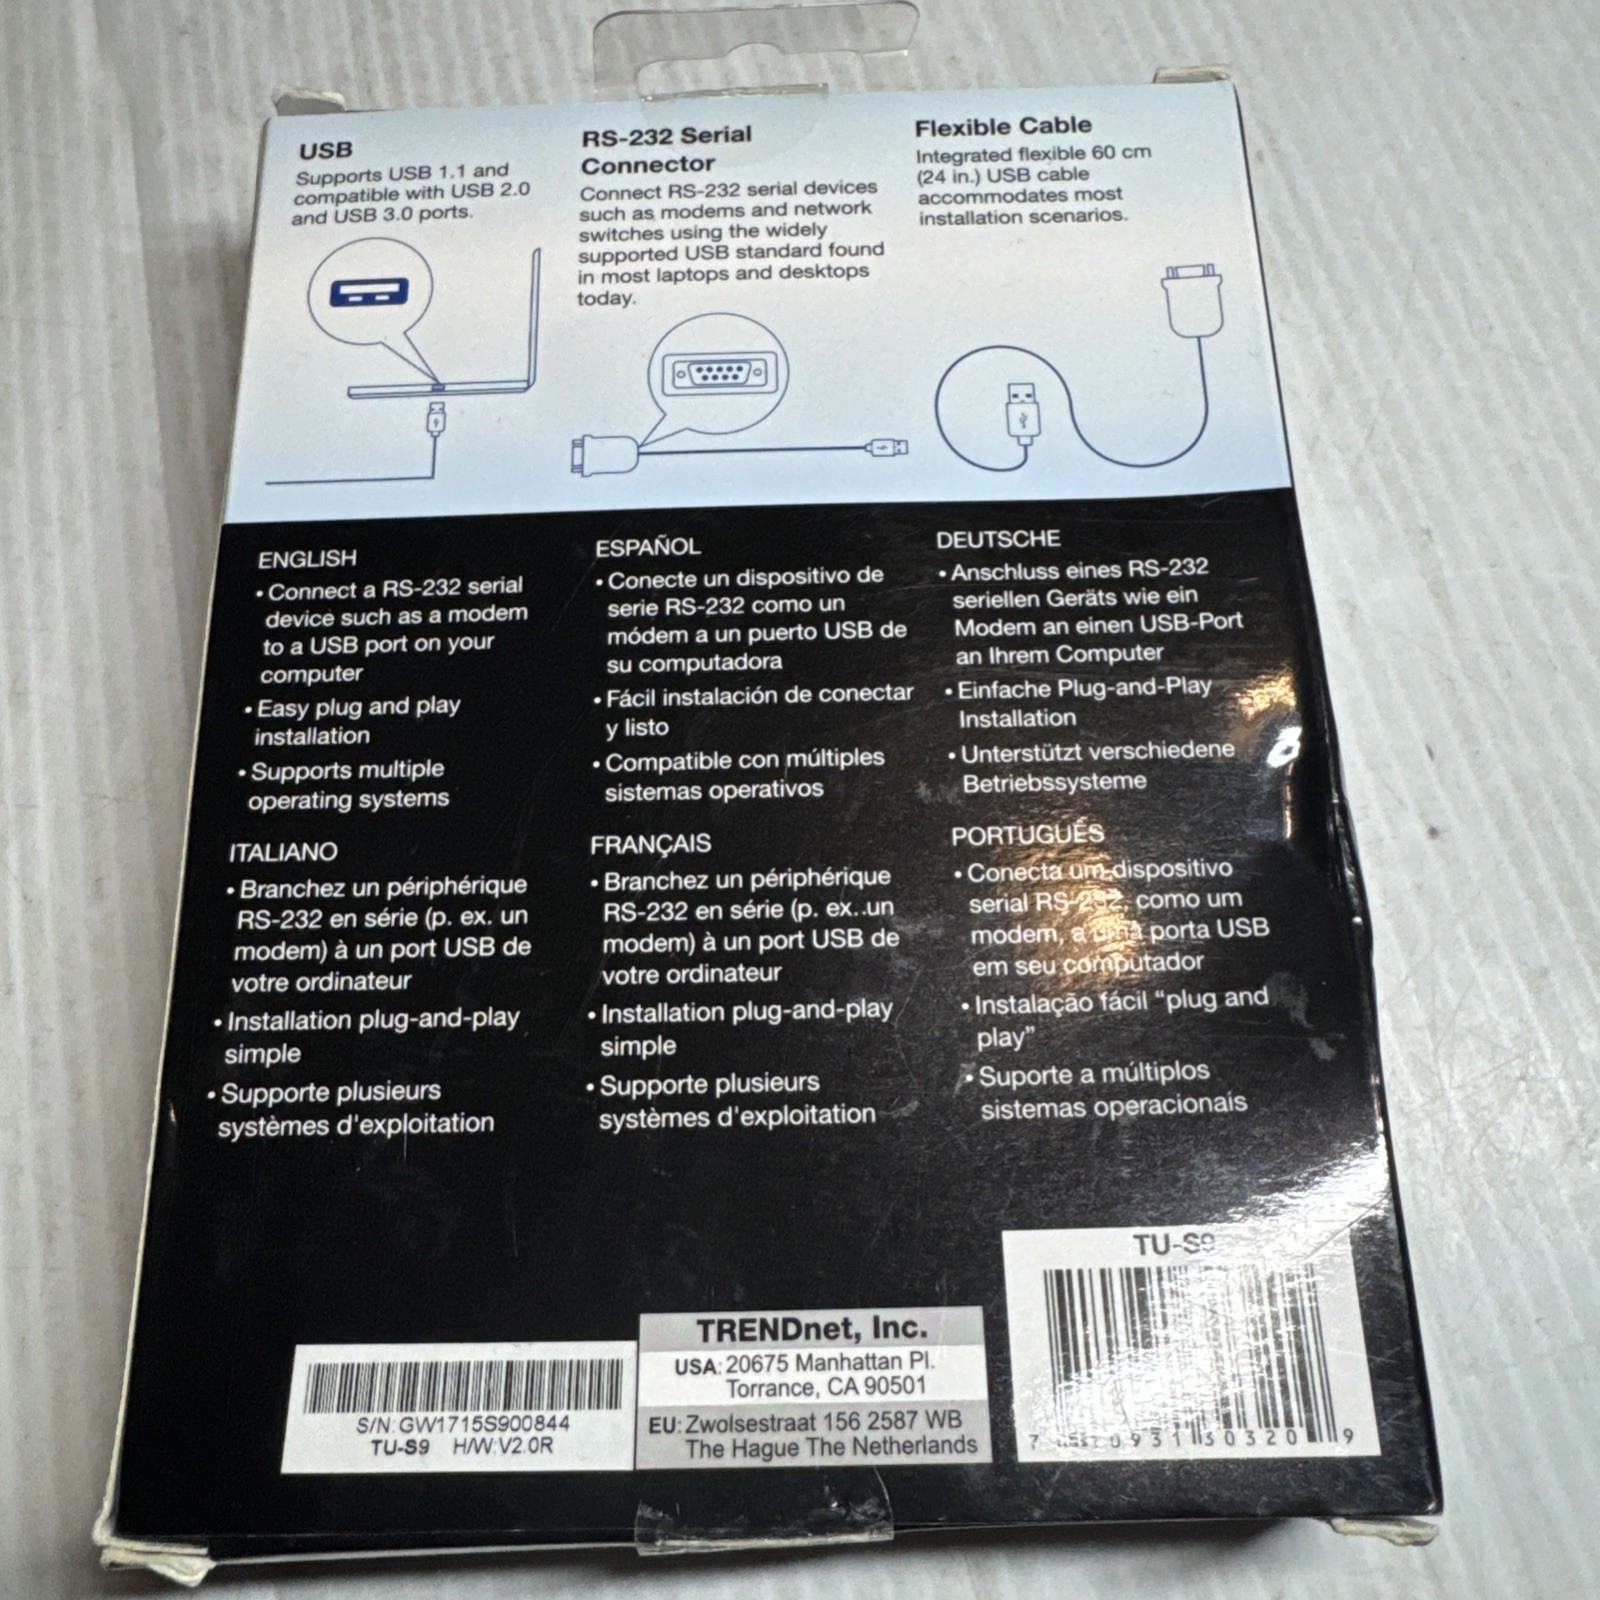 USB
Supports USB 1.1 and
compatible with USB 2.0
and USB 3.0 ports.
RS-232 Serial
Connector
Connect RS-232 serial devices
such as modems and network
switches using the widely
supported USB standard found
in most laptops and desktops
today.
Flexible Cable
Integrated flexible 60 cm
(24 in.) USB cable
accommodates most
installation scenarios.
ENGLISH
• Connect a RS-232 serial
device such as a modem
to a USB port on your
computer
• Easy plug and play
installation
• Supports multiple
operating systems
ESPAÑOL
• Conecte un dispositivo de
serie RS-232 como un
módem a un puerto USB de
su computadora
• Fácil instalación de conectar
y listo
• Compatible con múltiples
sistemas operativos
DEUTSCHE
• Anschluss eines RS-232
seriellen Geräts wie ein
Modem an einen USB-Port
an Ihrem Computer
• Einfache Plug-and-Play
Installation
• Unterstützt verschiedene
Betriebssysteme
ITALIANO
• Branchez un périphérique
RS-232 en série (p. ex. un
modem) à un port USB de
votre ordinateur
• Installation plug-and-play
simple
• Supporte plusieurs
systèmes d'exploitation
FRANÇAIS
• Branchez un périphérique
RS-232 en série (p. ex..un
modem) à un port USB de
votre ordinateur
• Installation plug-and-play
simple
• Supporte plusieurs
systèmes d'exploitation
PORTUGUÊS
• Conecta um dispositivo
serial RS-232, como um
modem, a uma porta USB
em seu computador
• Instalação fácil “plug and
play”
• Suporte a múltiplos
sistemas operacionais
S/N:GW1715S900844
TU-S9 H/W:V2.0R
TRENDnet, Inc.
USA: 20675 Manhattan Pl.
Torrance, CA 90501
EU: Zwolsestraat 156 2587 WB
The Hague The Netherlands
TU-S9